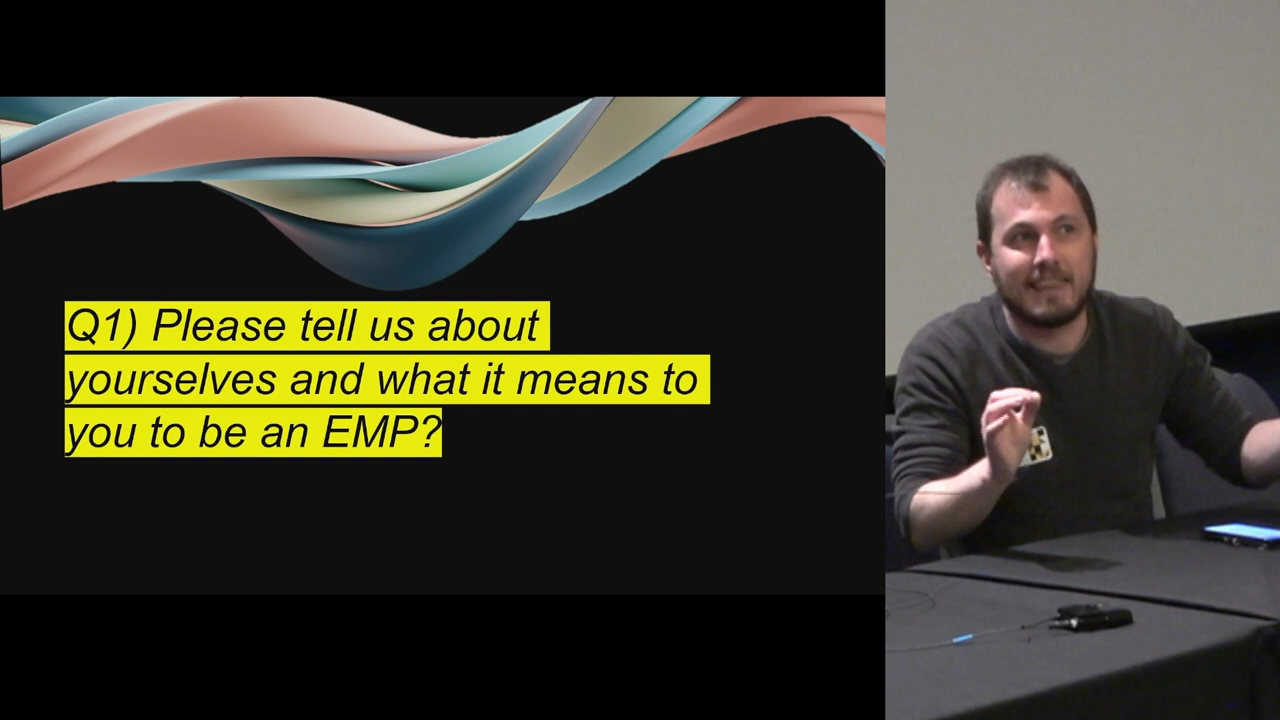 Q1) Please tell us about
yourselves and what it means to
you to be an EMP?